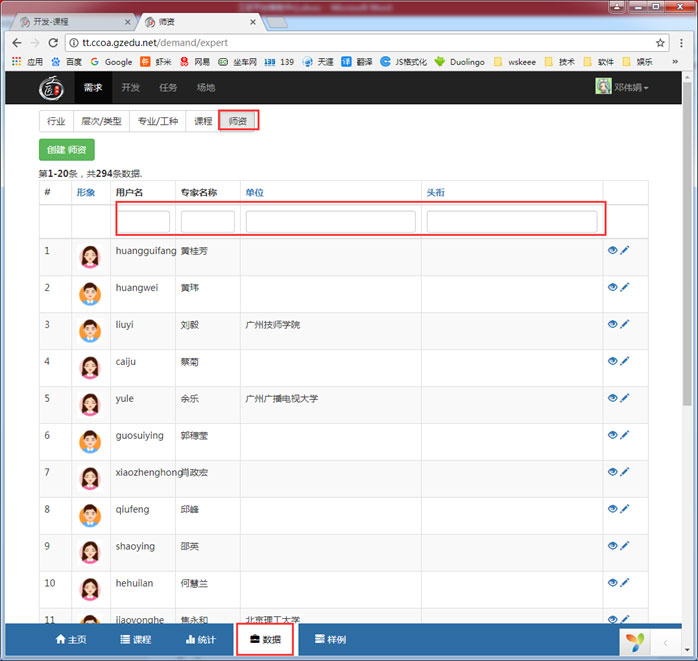 开发-课程 师资
tt.ccoa.gzedu.net/demand/expert
应用 百度 Google 虾米 网易 坐车网 139 139 天涯 译 翻译 JS格式化 Duolingo wskeee 技术 软件 娱乐 »
需求 开发 任务 场地 邓伟娟
行业 层次/类型 专业/工种 课程 师资
创建 师资
第1-20条，共294条数据.
# 形象 用户名 专家名称 单位 头衔
1 huangguifang 黄桂芳
2 huangwei 黄玮
3 liuyi 刘毅 广州技师学院
4 caiju 蔡菊
5 yule 余乐 广州广播电视大学
6 guosuiying 郭穗莹
7 xiaozhenghong 肖政宏
8 qiufeng 邱峰
9 shaoying 邵英
10 hehuilan 何慧兰
11 jiaoyonghe 焦永和 北京理工大学
主页 课程 统计 数据 样例